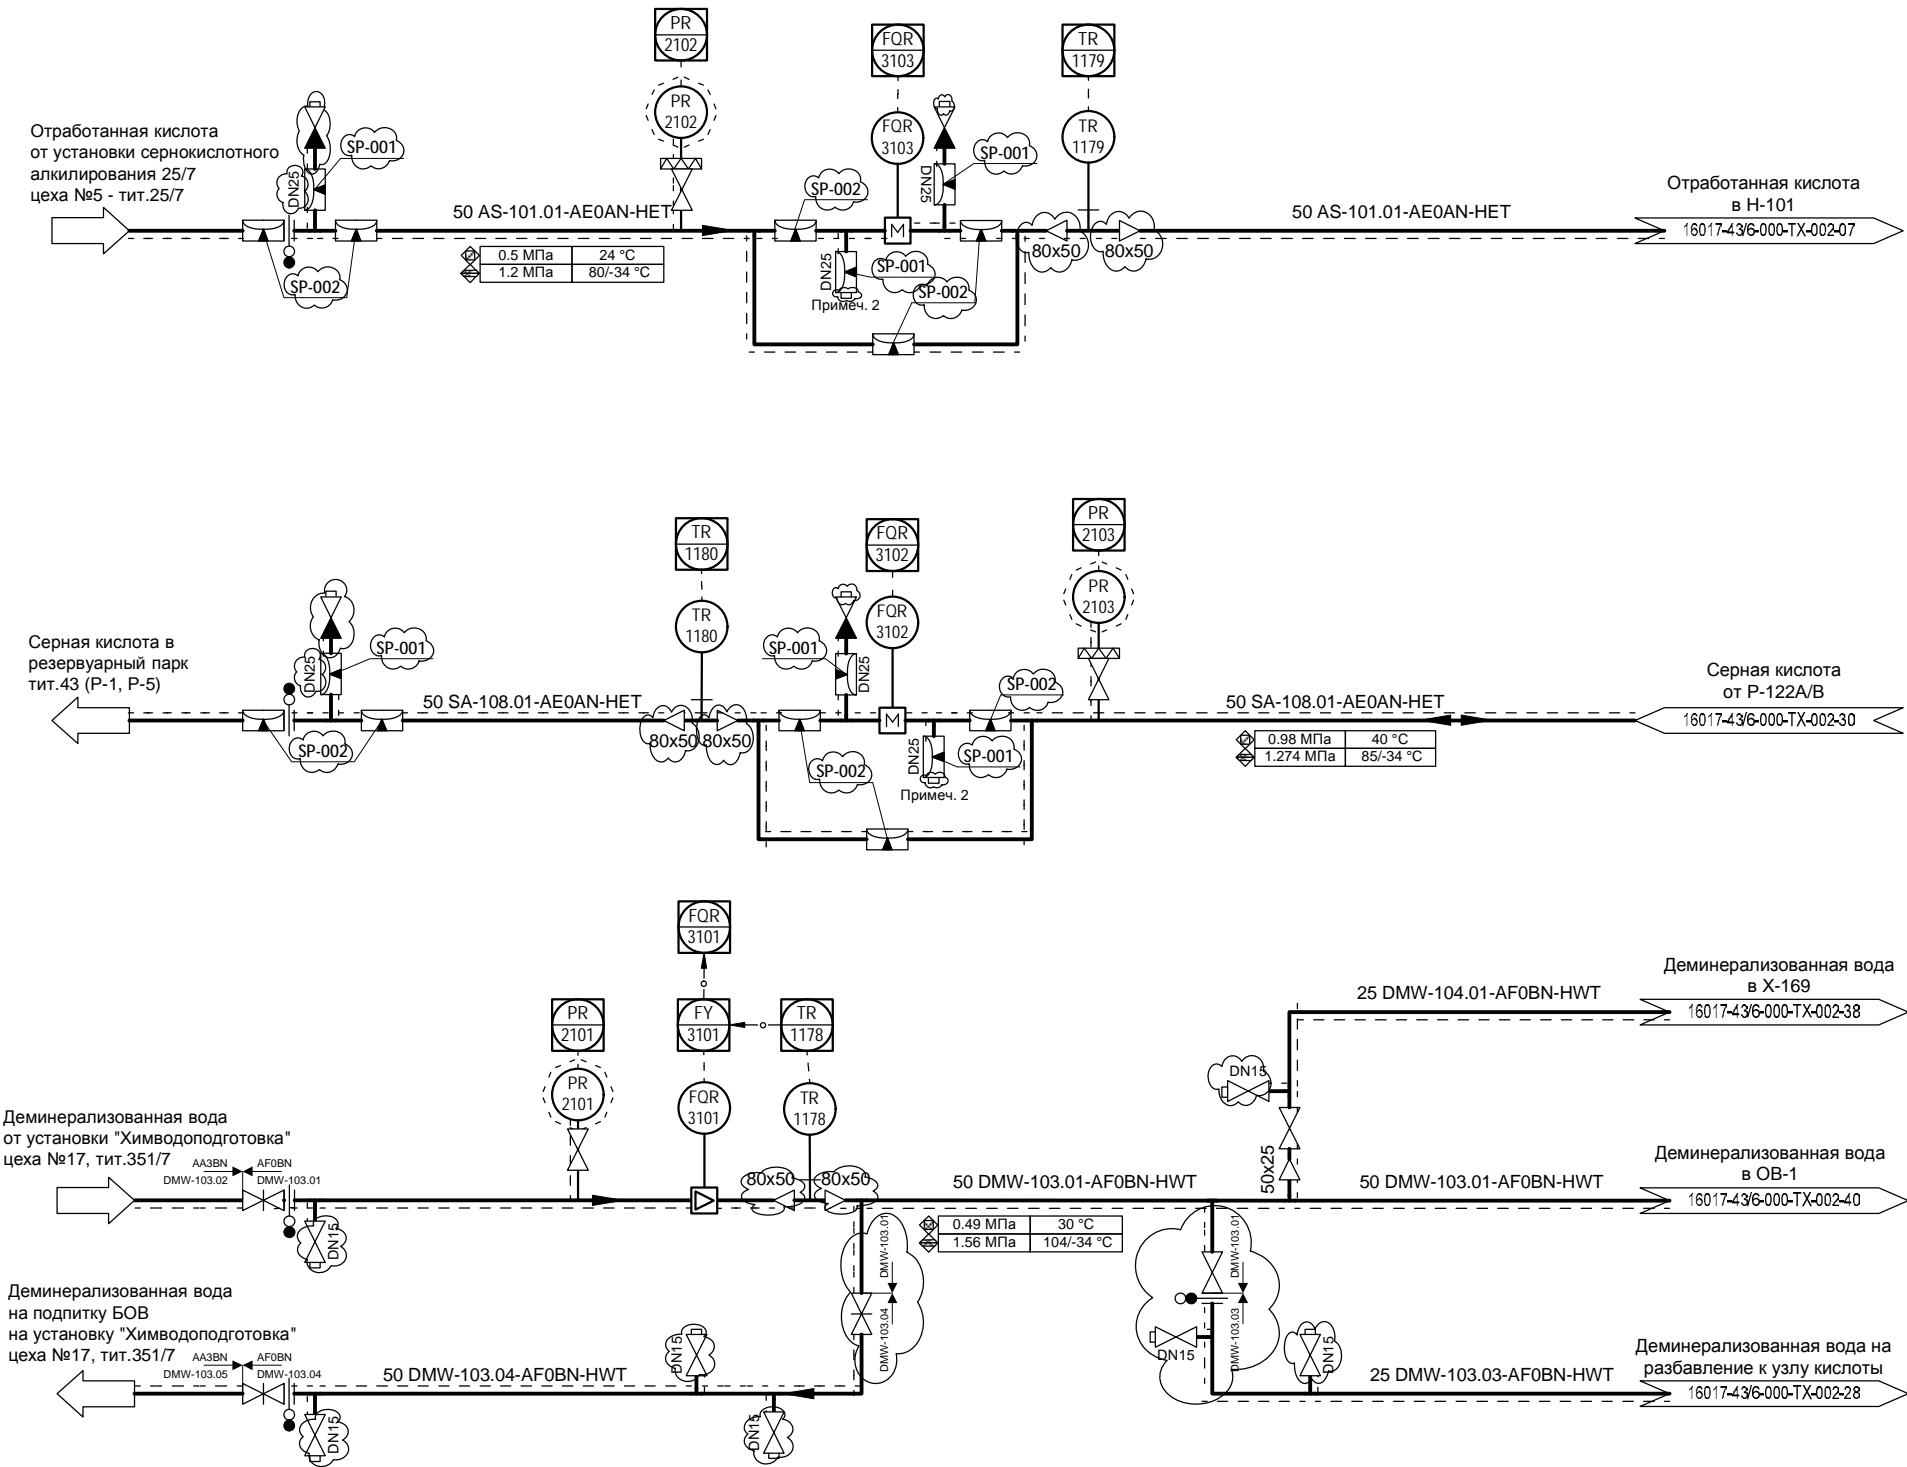 PR
2102
FQR
3103
TR
1179
PR
2102
FQR
3103
TR
1179
Отработанная кислота
от установки сернокислотного
алкилирования 25/7
цеха №5 - тит.25/7
DN25
SP-001
SP-002
DN25
SP-001
50 AS-101.01-AE0AN-HET
M
50 AS-101.01-AE0AN-HET
Отработанная кислота
в Н-101
16017-43/6-000-ТХ-002-07
0.5 МПа 24 °C
1.2 МПа 80/-34 °C
SP-002
DN25
SP-001
SP-002
Примеч. 2
80x50
80x50
TR
1180
FQR
3102
PR
2103
TR
1180
FQR
3102
PR
2103
Серная кислота в
резервуарный парк
тит.43 (Р-1, Р-5)
DN25
SP-001
SP-001
DN25
SP-002
50 SA-108.01-AE0AN-HET
M
50 SA-108.01-AE0AN-HET
Серная кислота
от Р-122А/В
16017-43/6-000-ТХ-002-30
SP-002
80x50
80x50
SP-002
DN25
SP-001
Примеч. 2
0.98 МПа 40 °C
1.274 МПа 85/-34 °C
FQR
3101
PR
2101
FY
3101
TR
1178
PR
2101
FQR
3101
TR
1178
Деминерализованная вода
в Х-169
25 DMW-104.01-AF0BN-HWT
16017-43/6-000-ТХ-002-38
DN15
50x25
Деминерализованная вода
от установки "Химводоподготовка"
цеха №17, тит.351/7
AA3BN AF0BN
DMW-103.02 DMW-103.01
DN15
80x50
80x50
50 DMW-103.01-AF0BN-HWT
50 DMW-103.01-AF0BN-HWT
Деминерализованная вода
в ОВ-1
16017-43/6-000-ТХ-002-40
0.49 МПа 30 °C
1.56 МПа 104/-34 °C
DMW-103.01
DMW-103.04
DMW-103.01
DMW-103.03
DN15
Деминерализованная вода
на подпитку БОВ
на установку "Химводоподготовка"
цеха №17, тит.351/7
AA3BN AF0BN
DMW-103.05 DMW-103.04
DN15
50 DMW-103.04-AF0BN-HWT
DN15
DN15
DN15
25 DMW-103.03-AF0BN-HWT
Деминерализованная вода на
разбавление к узлу кислоты
16017-43/6-000-ТХ-002-28